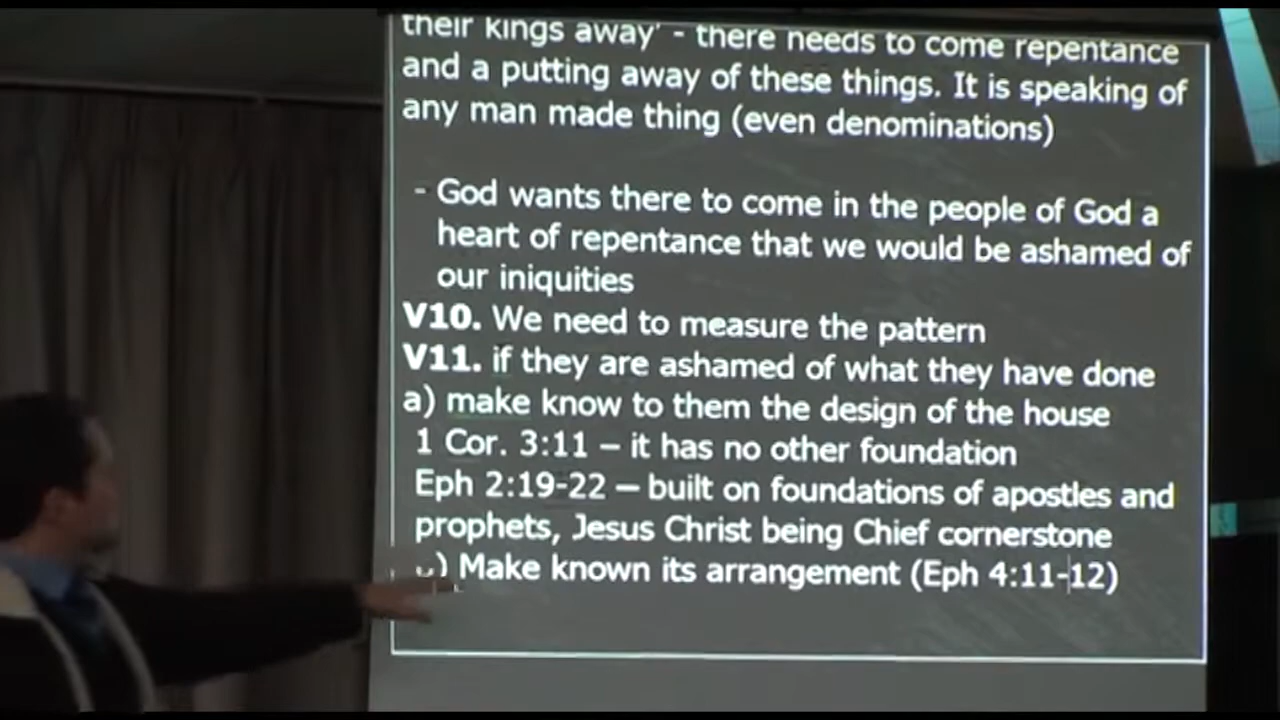 their kings away' - there needs to come repentance
and a putting away of these things. It is speaking of
any man made thing (even denominations)
- God wants there to come in the people of God a
heart of repentance that we would be ashamed of
our iniquities
V10. We need to measure the pattern
V11. if they are ashamed of what they have done
a) make know to them the design of the house
1 Cor. 3:11 – it has no other foundation
Eph 2:19-22 – built on foundations of apostles and
prophets, Jesus Christ being Chief cornerstone
) Make known its arrangement (Eph 4:11-12)